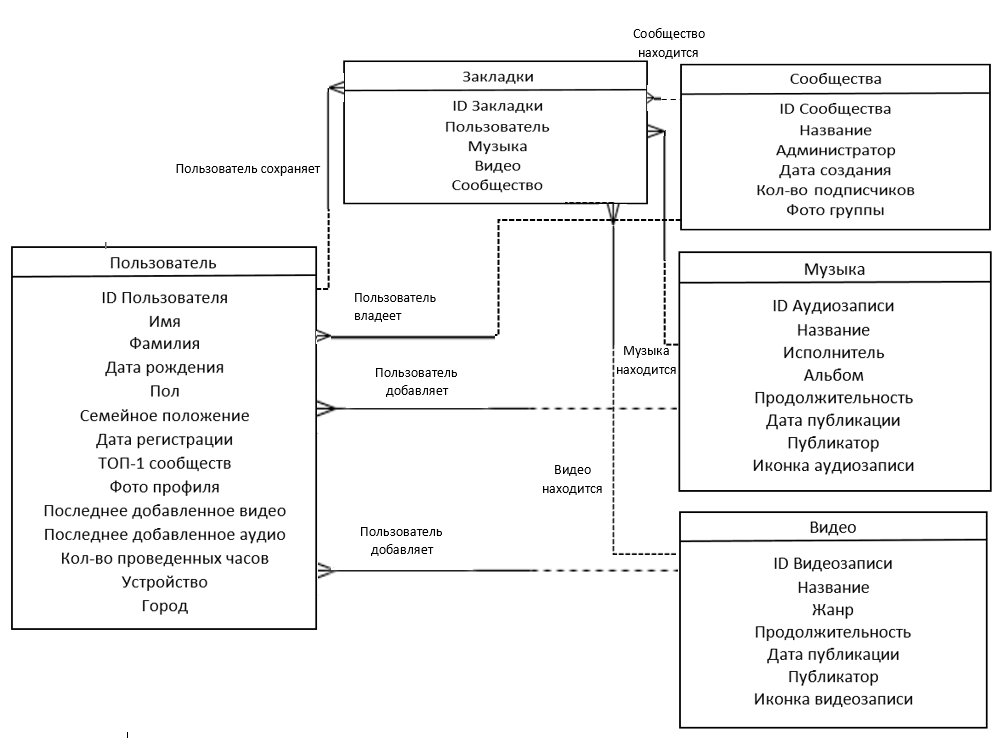 Сообщество
находится
Закладки
ID Закладки
Пользователь
Музыка
Видео
Сообщество
Сообщества
ID Сообщества
Название
Администратор
Дата создания
Кол-во подписчиков
Фото группы
Пользователь сохраняет
Пользователь
ID Пользователя
Имя
Фамилия
Дата рождения
Пол
Семейное положение
Дата регистрации
ТОП-1 сообществ
Фото профиля
Последнее добавленное видео
Последнее добавленное аудио
Кол-во проведенных часов
Устройство
Город
Пользователь
владеет
Пользователь
добавляет
Музыка
находится
Видео
находится
Пользователь
добавляет
Музыка
ID Аудиозаписи
Название
Исполнитель
Альбом
Продолжительность
Дата публикации
Публикатор
Иконка аудиозаписи
Видео
ID Видеозаписи
Название
Жанр
Продолжительность
Дата публикации
Публикатор
Иконка видеозаписи